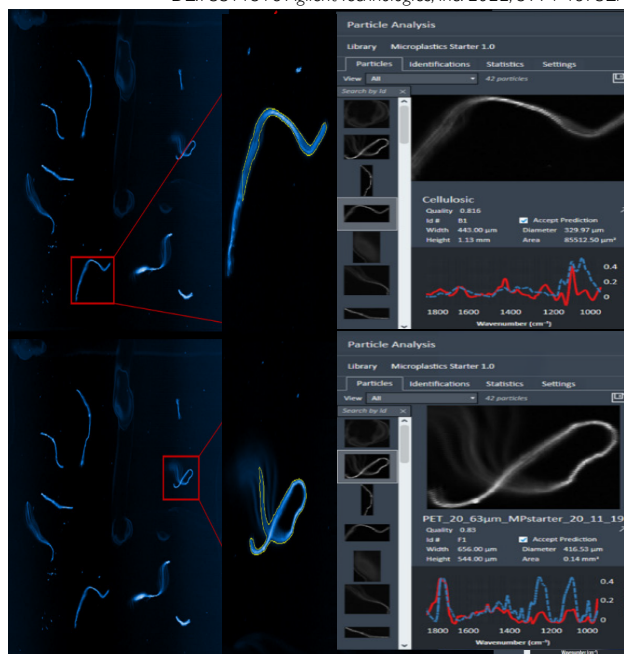 Particle Analysis
Library Microplastics Starter 1.0
Particles Identifications Statistics Settings
View All 42 particles
Search by Id ×
Cellulosic
Quality 0.816
Id # B1 Accept Prediction
Width 443.00 µm Diameter 329.97 µm
Height 1.13 mm Area 85512.50 µm²
0.4
0.2
0.0
1800 1600 1400 1200 1000
Wavenumber (cm⁻¹)
Particle Analysis
Library Microplastics Starter 1.0
Particles Identifications Statistics Settings
View All 42 particles
Search by Id ×
PET_20_63µm_MPstarter_20_11_19
Quality 0.83
Id # F1 Accept Prediction
Width 656.00 µm Diameter 416.53 µm
Height 544.00 µm Area 0.14 mm²
0.4
0.2
0.0
1800 1600 1400 1200 1000
Wavenumber (cm⁻¹)